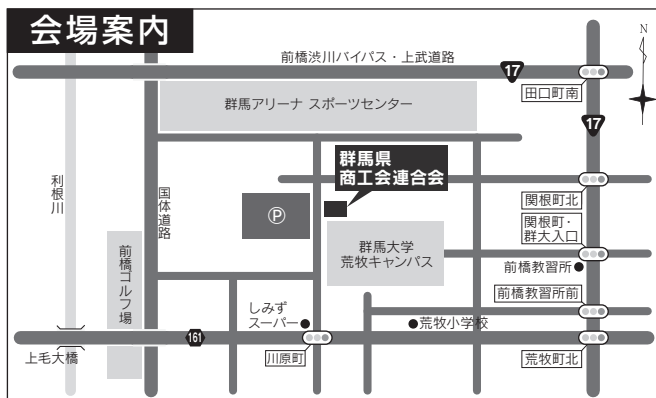 会場案内
前橋渋川バイパス・上武道路
N
17
田口町南
群馬アリーナ スポーツセンター
17
群馬県
商工会連合会
利根川
国体道路
関根町北
P
関根町・
群大入口
群馬大学
荒牧キャンパス
前橋ゴルフ場
前橋教習所
前橋教習所前
しみず
スーパー
荒牧小学校
上毛大橋
161
川原町
荒牧町北